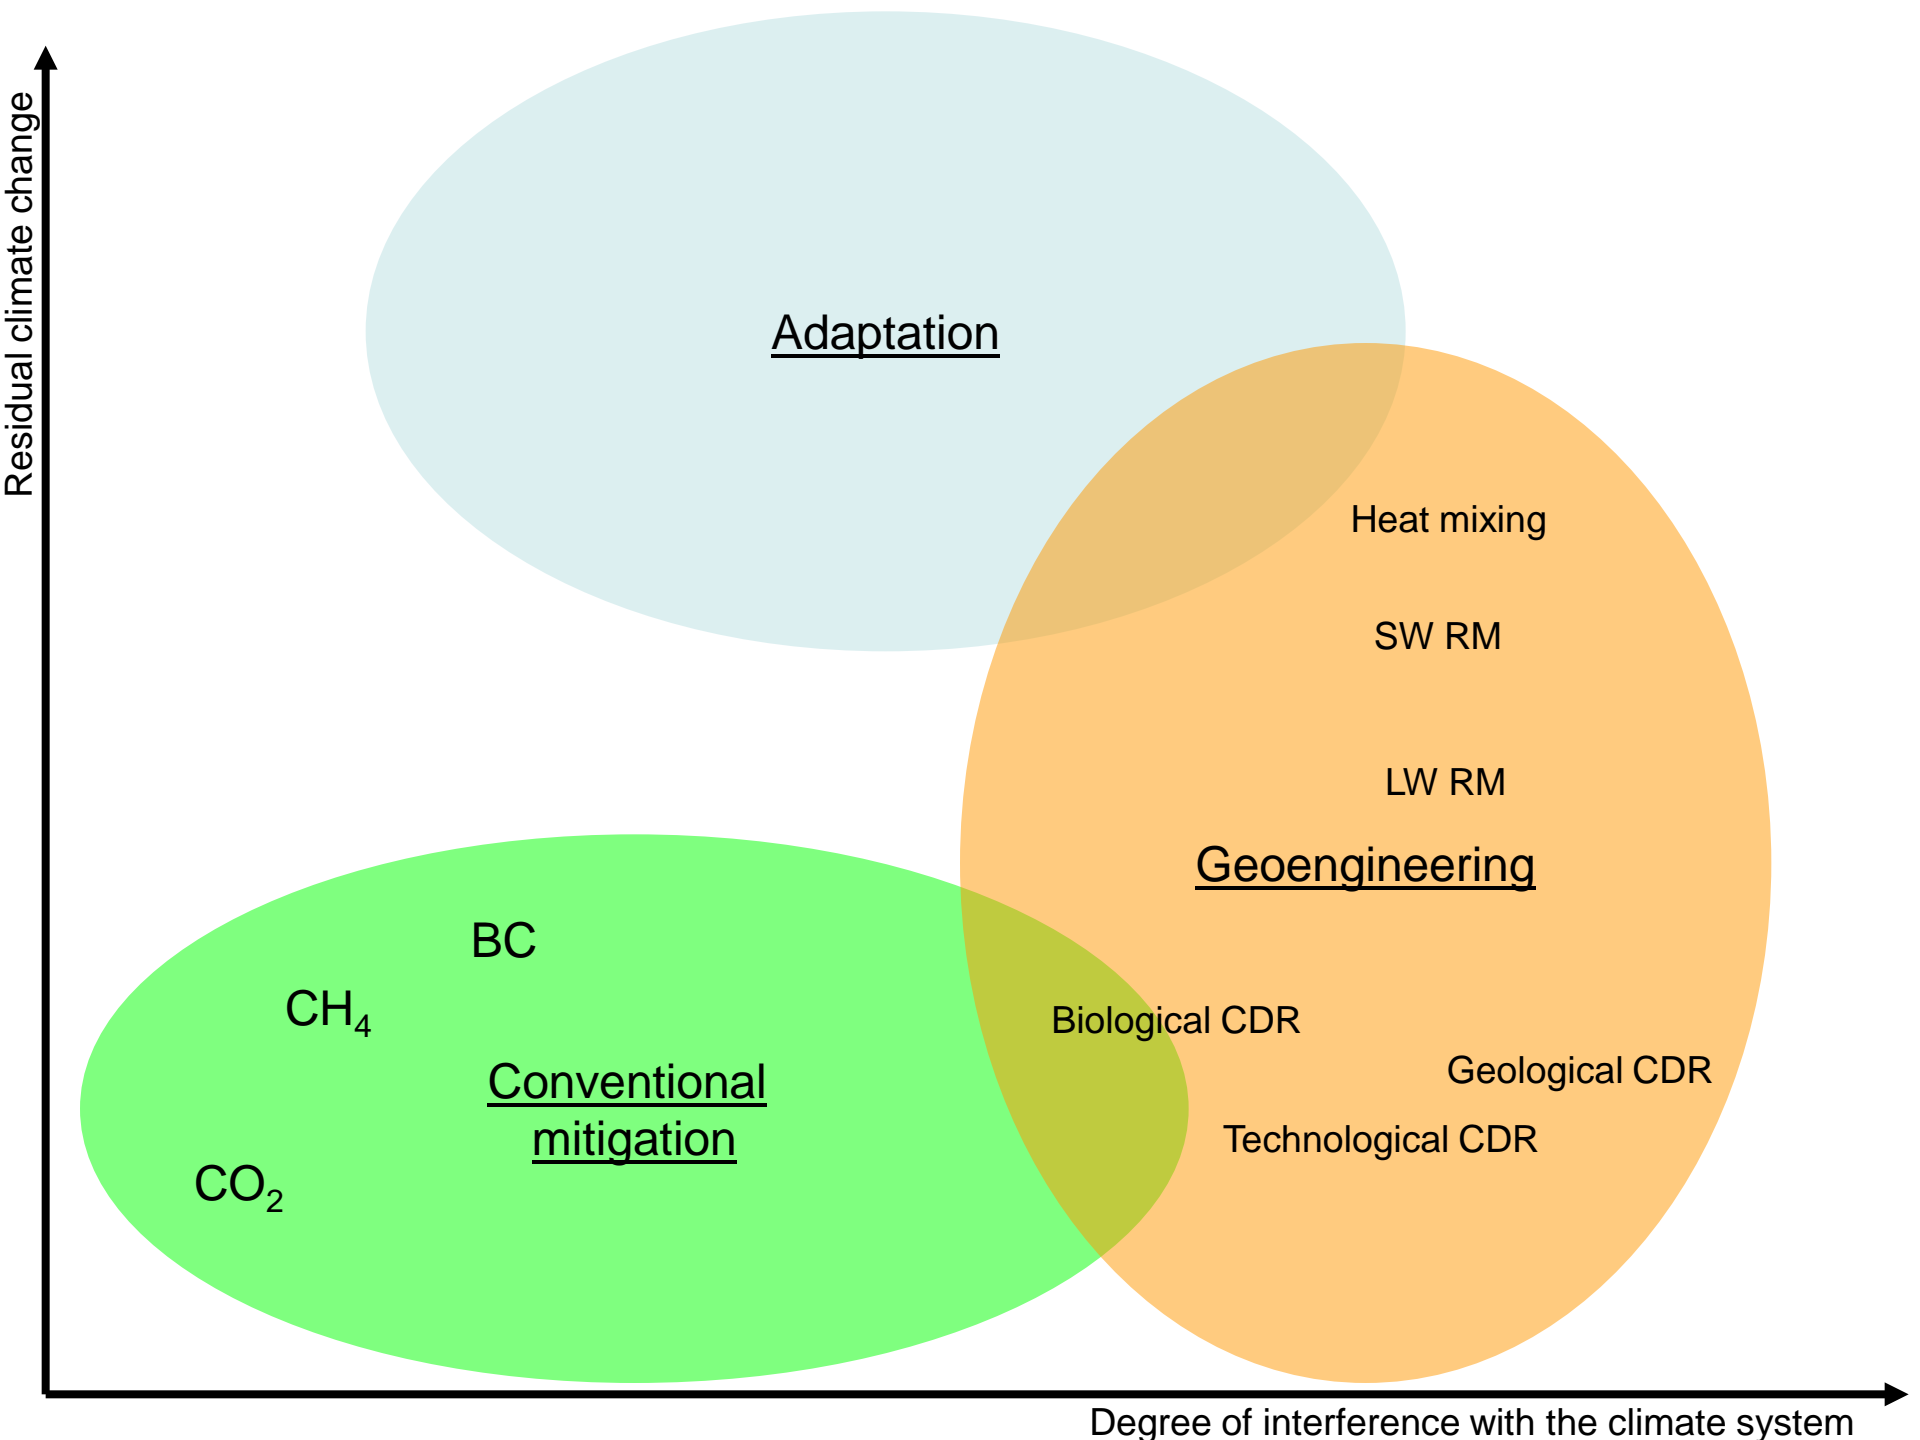 Residual climate change
Adaptation
Heat mixing
SW RM
LW RM
Geoengineering
BC
CH₄
Biological CDR
Conventional
mitigation
Geological CDR
Technological CDR
CO₂
Degree of interference with the climate system